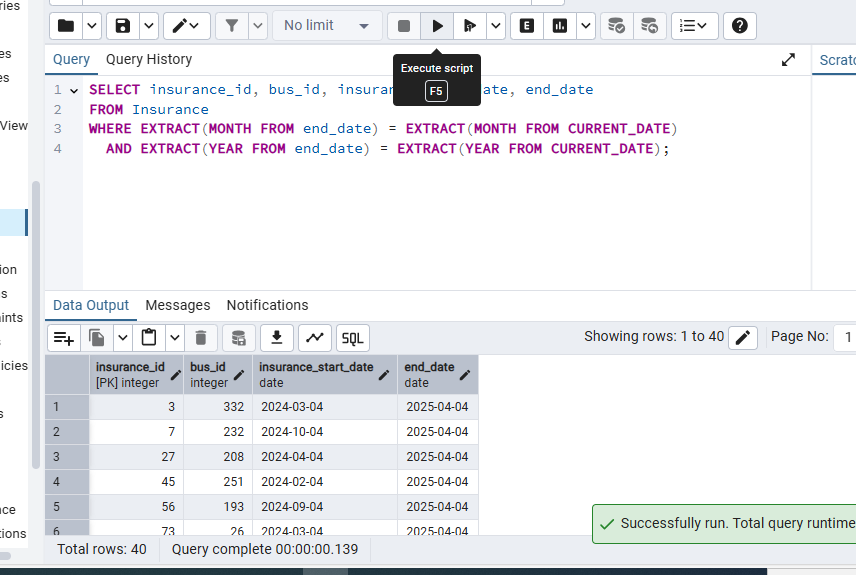 ries
No limit
Query
Query History
Scratc
Execute script
F5
es
es
View
1 SELECT insurance_id, bus_id, insuran ate, end_date
2 FROM Insurance
3 WHERE EXTRACT(MONTH FROM end_date) = EXTRACT(MONTH FROM CURRENT_DATE)
4 AND EXTRACT(YEAR FROM end_date) = EXTRACT(YEAR FROM CURRENT_DATE);
ion
s
aints
icies
s
nce
tions
Data Output
Messages
Notifications
SQL
Showing rows: 1 to 40
Page No: 1
insurance_id bus_id insurance_start_date end_date
[PK] integer integer date date
1 3 332 2024-03-04 2025-04-04
2 7 232 2024-10-04 2025-04-04
3 27 208 2024-04-04 2025-04-04
4 45 251 2024-02-04 2025-04-04
5 56 193 2024-09-04 2025-04-04
6 73 26 2024-03-04 2025-04-04
Successfully run. Total query runtime
Total rows: 40
Query complete 00:00:00.139